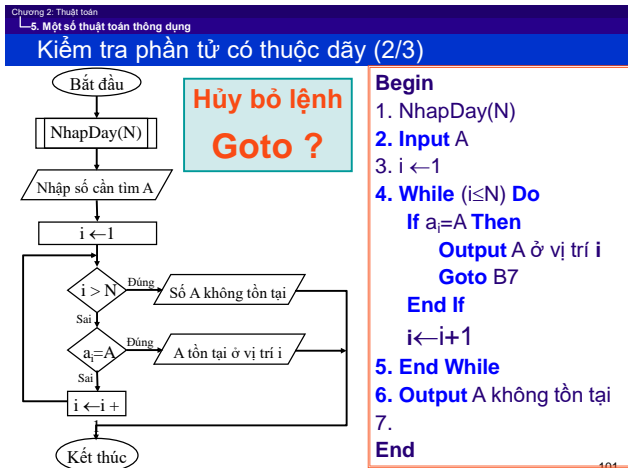 Chương 2: Thuật toán
5. Một số thuật toán thông dụng
Kiểm tra phần tử có thuộc dãy (2/3)
Bắt đầu
NhapDay(N)
Nhập số cần tìm A
i ←1
i > N
Đúng
Số A không tồn tại
Sai
aᵢ=A
Đúng
A tồn tại ở vị trí i
Sai
i ←i +
1
Kết thúc
Hủy bỏ lệnh
Goto ?
Begin
1. NhapDay(N)
2. Input A
3. i ←1
4. While (i≤N) Do
If aᵢ=A Then
Output A ở vị trí i
Goto B7
End If
i←i+1
5. End While
6. Output A không tồn tại
7.
End
101